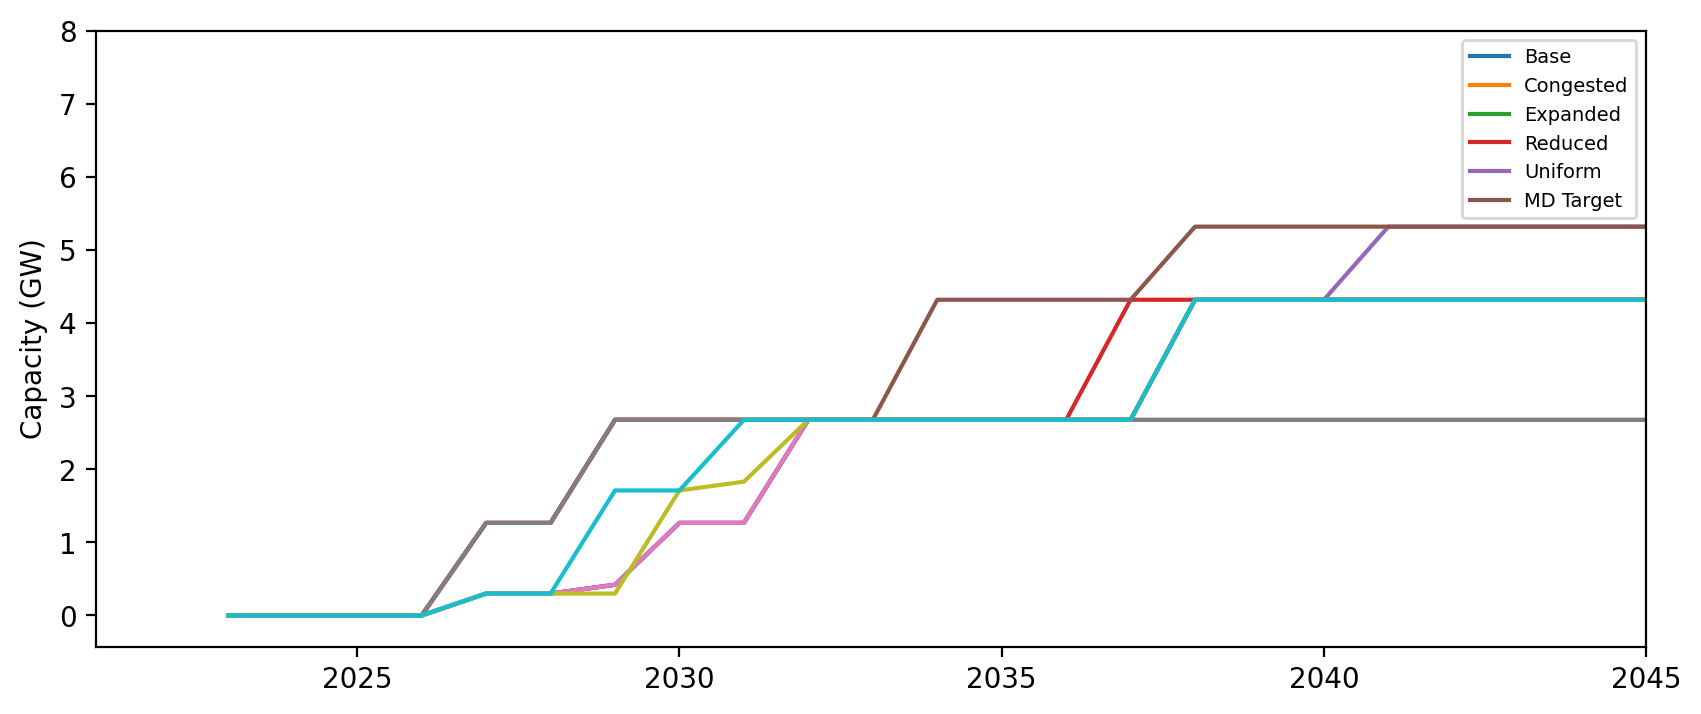 8
7
6
5
4
3
2
1
0
Capacity (GW)
2025
2030
2035
2040
2045
Base
Congested
Expanded
Reduced
Uniform
MD Target